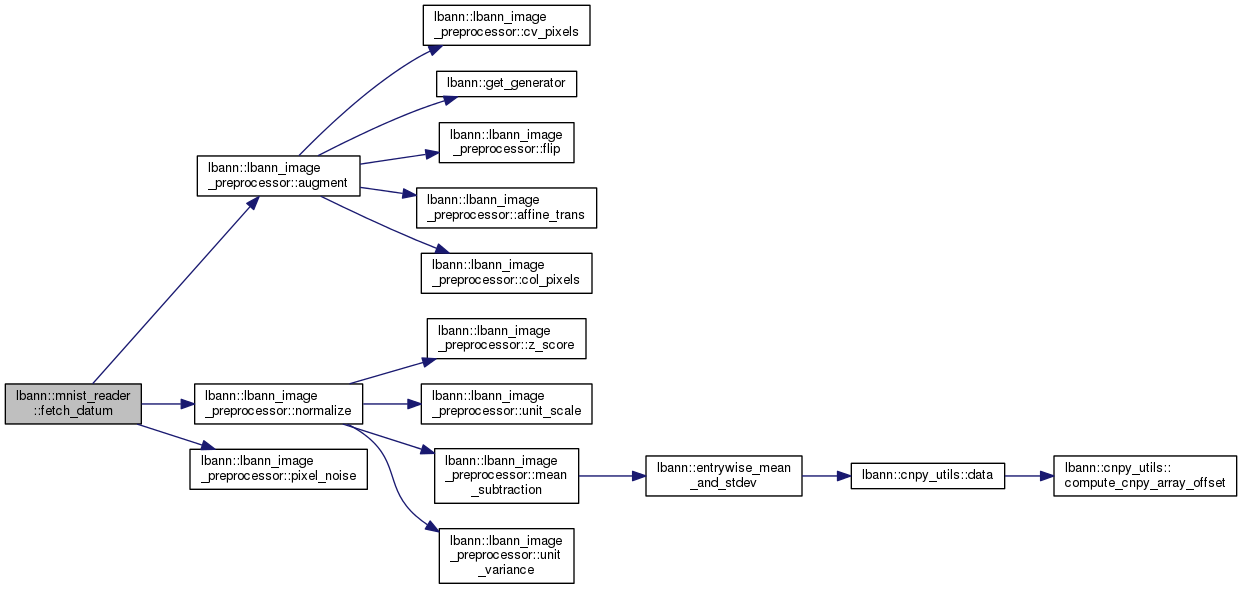 lbann::lbann_image
_preprocessor::cv_pixels
lbann::get_generator
lbann::lbann_image
_preprocessor::flip
lbann::lbann_image
_preprocessor::augment
lbann::lbann_image
_preprocessor::affine_trans
lbann::lbann_image
_preprocessor::col_pixels
lbann::lbann_image
_preprocessor::z_score
lbann::mnist_reader
::fetch_datum
lbann::lbann_image
_preprocessor::normalize
lbann::lbann_image
_preprocessor::unit_scale
lbann::lbann_image
_preprocessor::pixel_noise
lbann::lbann_image
_preprocessor::mean
_subtraction
lbann::entrywise_mean
_and_stdev
lbann::cnpy_utils::data
lbann::cnpy_utils::
compute_cnpy_array_offset
lbann::lbann_image
_preprocessor::unit
_variance